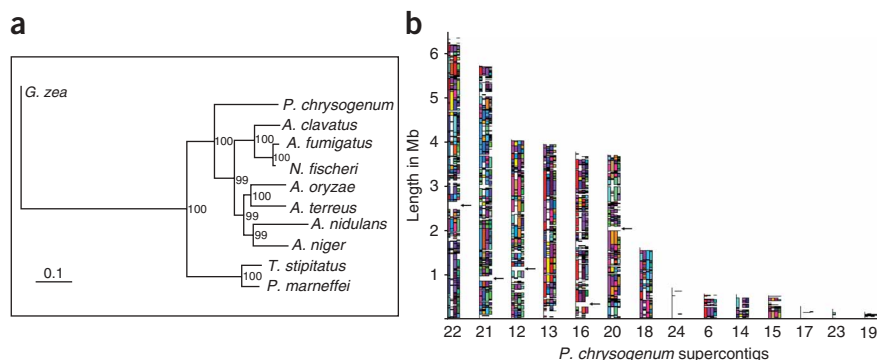 a
G. zea
P. chrysogenum
A. clavatus
A. fumigatus
N. fischeri
A. oryzae
A. terreus
A. nidulans
A. niger
T. stipitatus
P. marneffei
100
100
100
100
99
100
99
99
100
0.1
b
Length in Mb
6
5
4
3
2
1
22 21 12 13 16 20 18 24 6 14 15 17 23 19
P. chrysogenum supercontigs